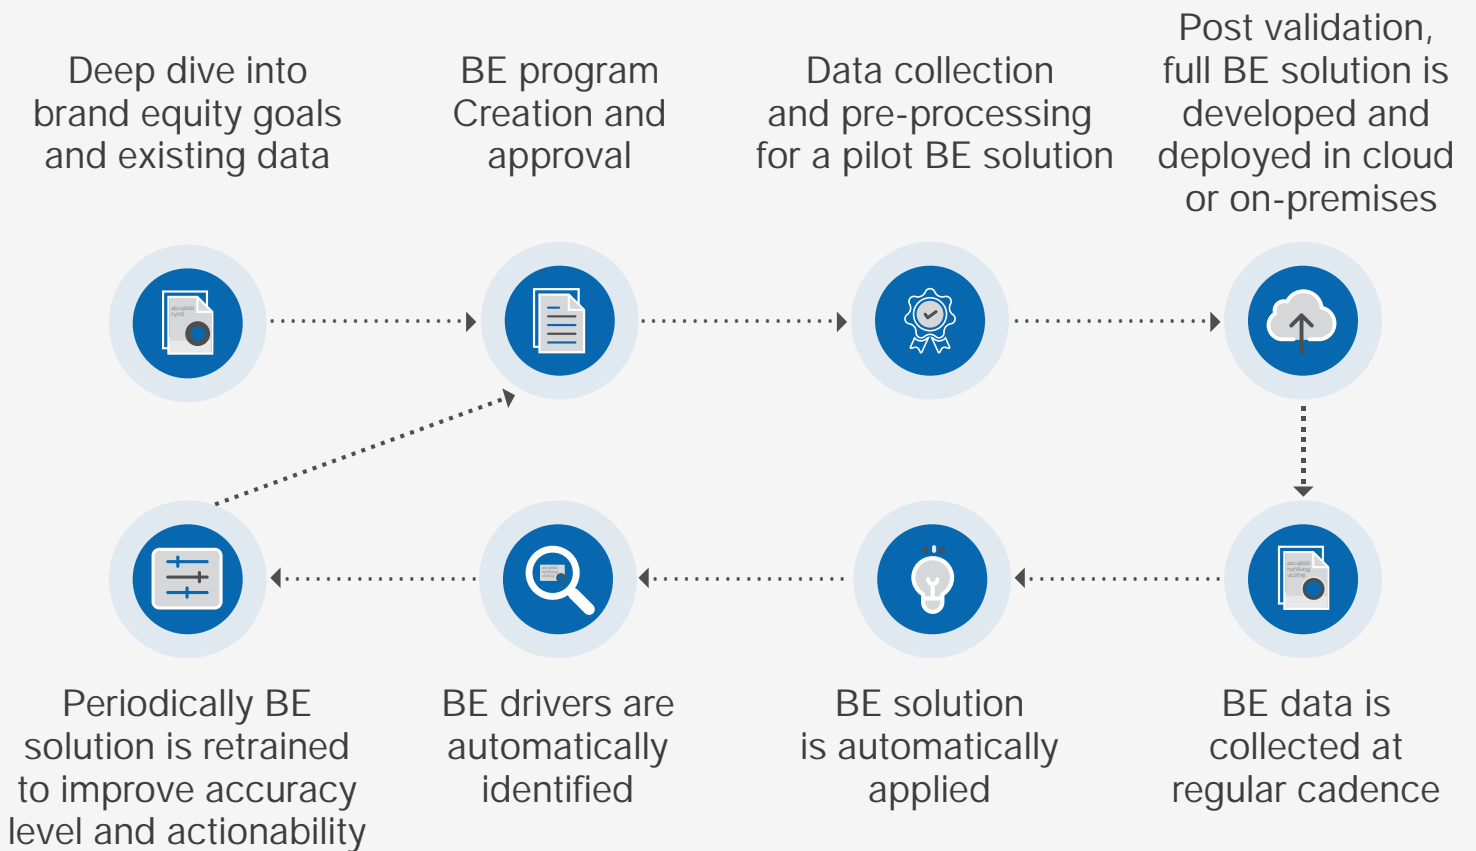 Deep dive into
brand equity goals
and existing data
BE program
Creation and
approval
Data collection
and pre-processing
for a pilot BE solution
Post validation,
full BE solution is
developed and
deployed in cloud
or on-premises
Periodically BE
solution is retrained
to improve accuracy
level and actionability
BE drivers are
automatically
identified
BE solution
is automatically
applied
BE data is
collected at
regular cadence